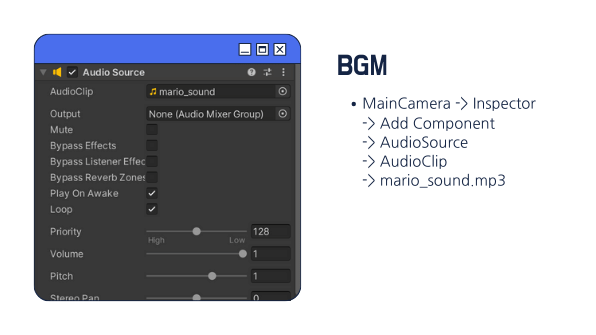 Audio Source
AudioClip mario_sound
Output None (Audio Mixer Group)
Mute
Bypass Effects
Bypass Listener Effec
Bypass Reverb Zones
Play On Awake
Loop
Priority 128
High Low
Volume 1
Pitch 1
Stereo Pan 0
BGM
• MainCamera -> Inspector
-> Add Component
-> AudioSource
-> AudioClip
-> mario_sound.mp3